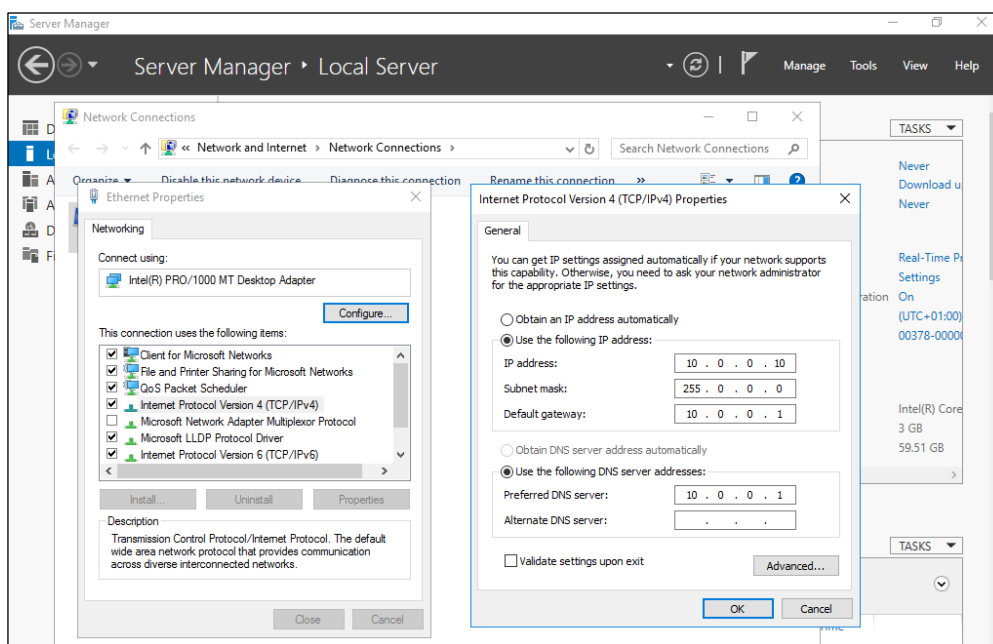 Server Manager
Server Manager • Local Server
Manage Tools View Help
Network Connections
« Network and Internet > Network Connections >
Search Network Connections
Organize Disable this network device Diagnose this connection Rename this connection »
Ethernet Properties
Networking
Connect using:
Intel(R) PRO/1000 MT Desktop Adapter
Configure...
This connection uses the following items:
Client for Microsoft Networks
File and Printer Sharing for Microsoft Networks
QoS Packet Scheduler
Internet Protocol Version 4 (TCP/IPv4)
Microsoft Network Adapter Multiplexor Protocol
Microsoft LLDP Protocol Driver
Internet Protocol Version 6 (TCP/IPv6)
Install... Uninstall Properties
Description
Transmission Control Protocol/Internet Protocol. The default
wide area network protocol that provides communication
across diverse interconnected networks.
Close Cancel
Internet Protocol Version 4 (TCP/IPv4) Properties
General
You can get IP settings assigned automatically if your network supports
this capability. Otherwise, you need to ask your network administrator
for the appropriate IP settings.
Obtain an IP address automatically
Use the following IP address:
IP address: 10 . 0 . 0 . 10
Subnet mask: 255 . 0 . 0 . 0
Default gateway: 10 . 0 . 0 . 1
Obtain DNS server address automatically
Use the following DNS server addresses:
Preferred DNS server: 10 . 0 . 0 . 1
Alternate DNS server: . . .
Validate settings upon exit
Advanced...
OK Cancel
TASKS
Never
Download u
Never
Real-Time Pr
Settings
ration On
(UTC+01:00)
00378-0000
Intel(R) Core
3 GB
59.51 GB
TASKS